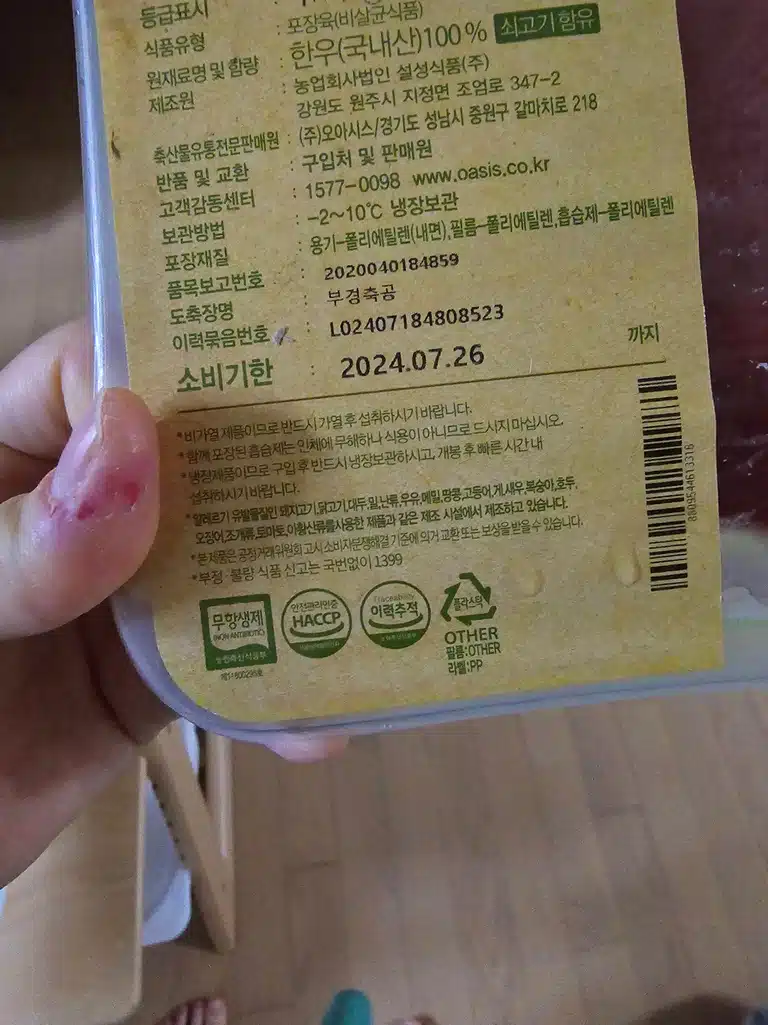 등급표시
식품유형 : 포장육(비살균식품)
원재료명 및 함량 : 한우(국내산)100% 쇠고기 함유
제조원 : 농업회사법인 설성식품(주)
강원도 원주시 지정면 조엄로 347-2
축산물유통전문판매원 : (주)오아시스/경기도 성남시 중원구 갈마치로 218
반품 및 교환 : 구입처 및 판매원
고객감동센터 : 1577-0098 www.oasis.co.kr
보관방법 : -2~10℃ 냉장보관
포장재질 : 용기-폴리에틸렌(내면),필름-폴리에틸렌,흡습제-폴리에틸렌
품목보고번호 : 2020040184859
도축장명 : 부경축공
이력묶음번호 : L02407184808523
소비기한 : 2024.07.26 까지
*비가열 제품이므로 반드시 가열 후 섭취하시기 바랍니다.
*함께 포장된 흡습제는 인체에 무해하나 식용이 아니므로 드시지 마십시오.
*냉장제품이므로 구입 후 반드시 냉장보관하시고, 개봉 후 빠른 시간 내
섭취하시기 바랍니다.
*알레르기 유발물질인 돼지고기,닭고기,대두,밀,난류,우유,메밀,땅콩,고등어,게,새우,복숭아,호두,
오징어,조개류,토마토,아황산류를사용한 제품과 같은 제조 시설에서 제조하고 있습니다.
*본제품은 공정거래위원회 고시 소비자분쟁해결 기준에 의거 교환 또는 보상을 받을 수 있습니다.
*부정·불량 식품 신고는 국번없이 1399
8809544613316
무항생제
(NON ANTIBIOTIC)
농림축산식품부
안전관리인증
HACCP
Traceability
이력추적
플라스틱
OTHER
필름:OTHER
라벨:PP